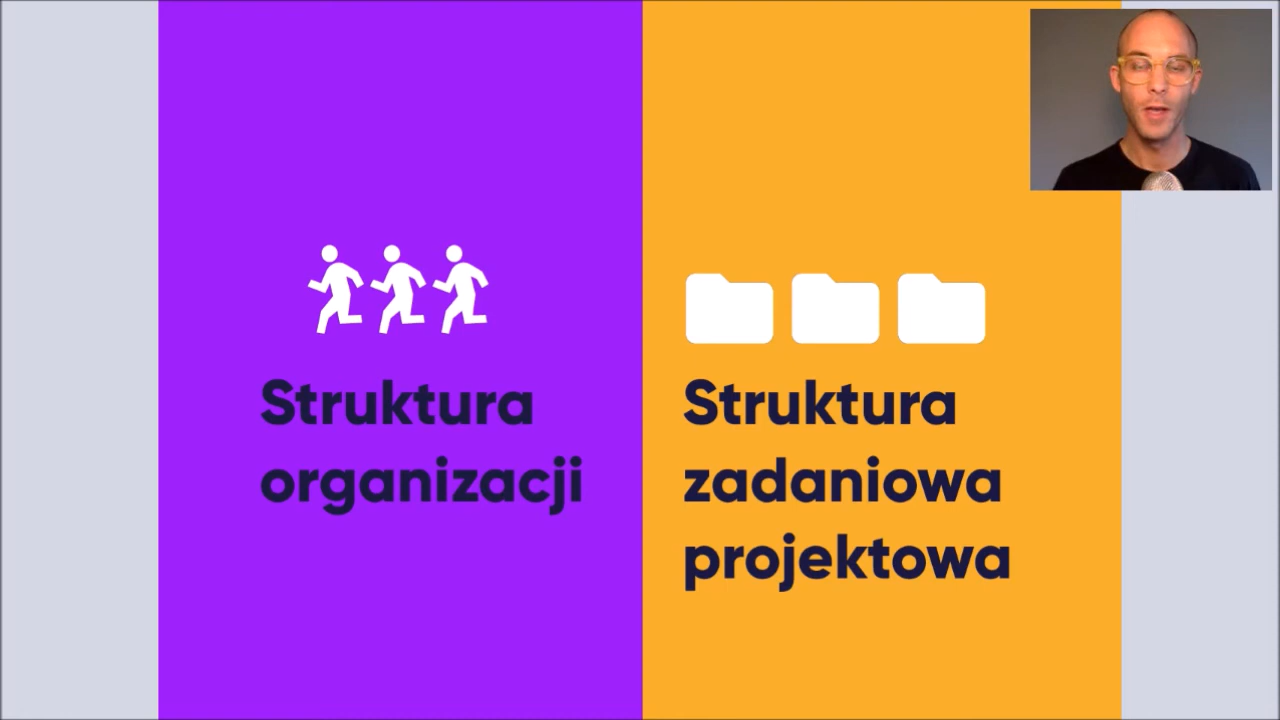 Struktura
organizacji
Struktura
zadaniowa
projektowa